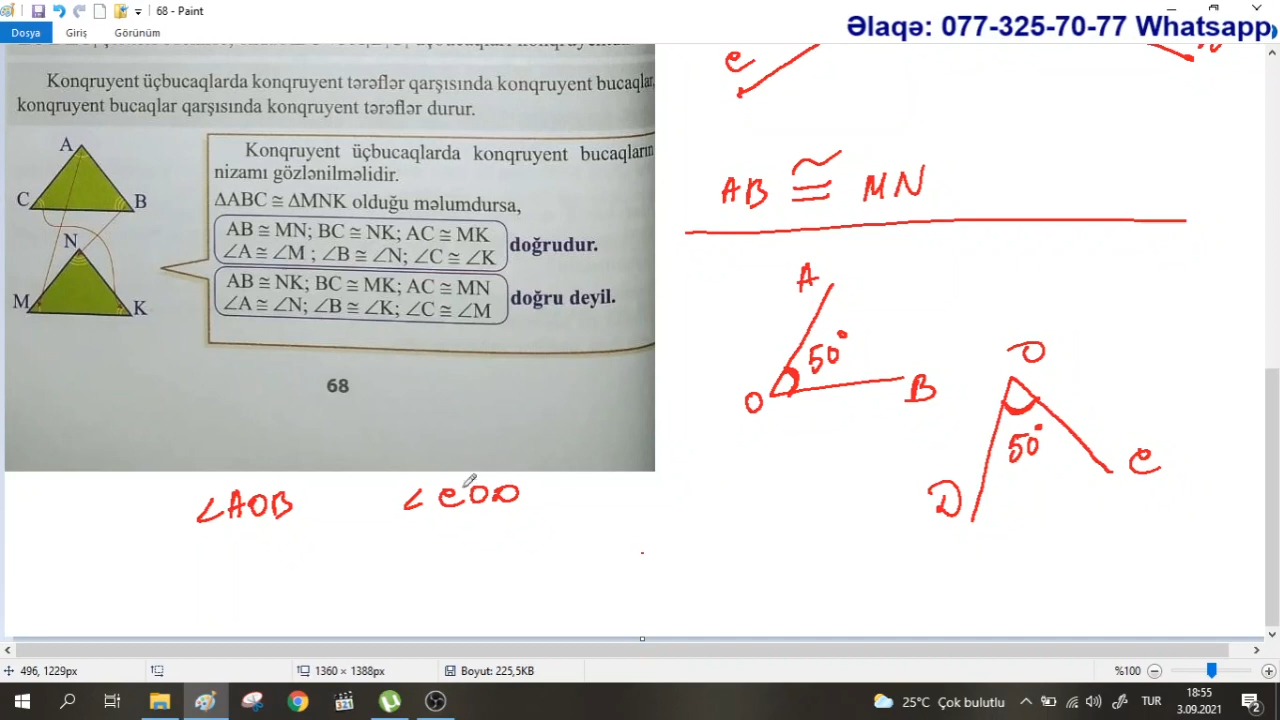 68 - Paint
Əlaqə: 077-325-70-77 Whatsapp
Dosya Giriş Görünüm
Konqruyent üçbucaqlarda konqruyent tərəflər qarşısında konqruyent bucaqlar,
konqruyent bucaqlar qarşısında konqruyent tərəflər durur.
A
C
B
N
M
K
Konqruyent üçbucaqlarda konqruyent bucaqların
nizamı gözlənilməlidir.
ΔABC ≅ ΔMNK olduğu məlumdursa,
AB ≅ MN; BC ≅ NK; AC ≅ MK
∠A ≅ ∠M ; ∠B ≅ ∠N; ∠C ≅ ∠K
doğrudur.
AB ≅ NK; BC ≅ MK; AC ≅ MN
∠A ≅ ∠N; ∠B ≅ ∠K; ∠C ≅ ∠M
doğru deyil.
68
∠AOB ∠COD
C
AB ≅ MN
A
50°
O
B
O
50°
C
D
496, 1229px
1360 × 1388px
Boyut: 225,5KB
%100
25°C Çok bulutlu
TUR
18:55
3.09.2021
2